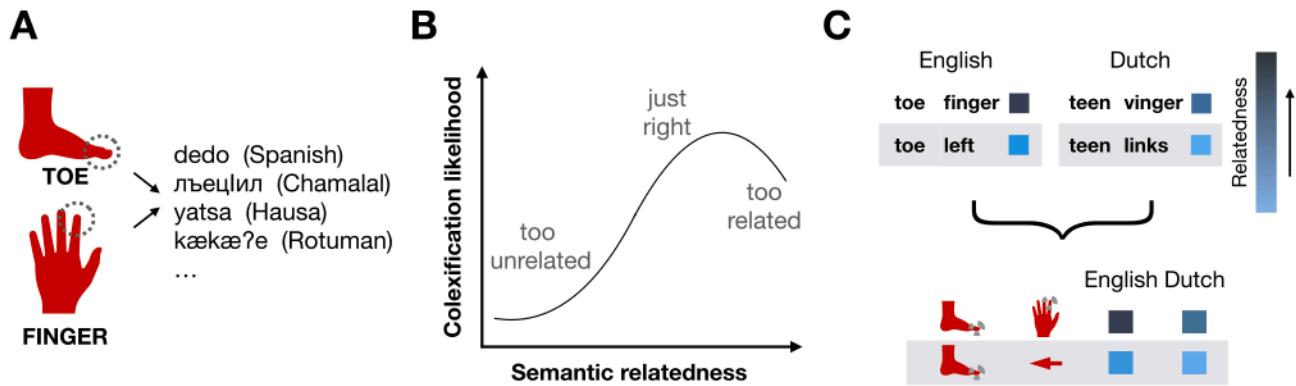 A
TOE
FINGER
dedo (Spanish)
лъецIил (Chamalal)
yatsa (Hausa)
kækæʔe (Rotuman)
...
B
Colexification likelihood
too
unrelated
just
right
too
related
Semantic relatedness
C
English Dutch
toe finger teen vinger
toe left teen links
Relatedness
English Dutch